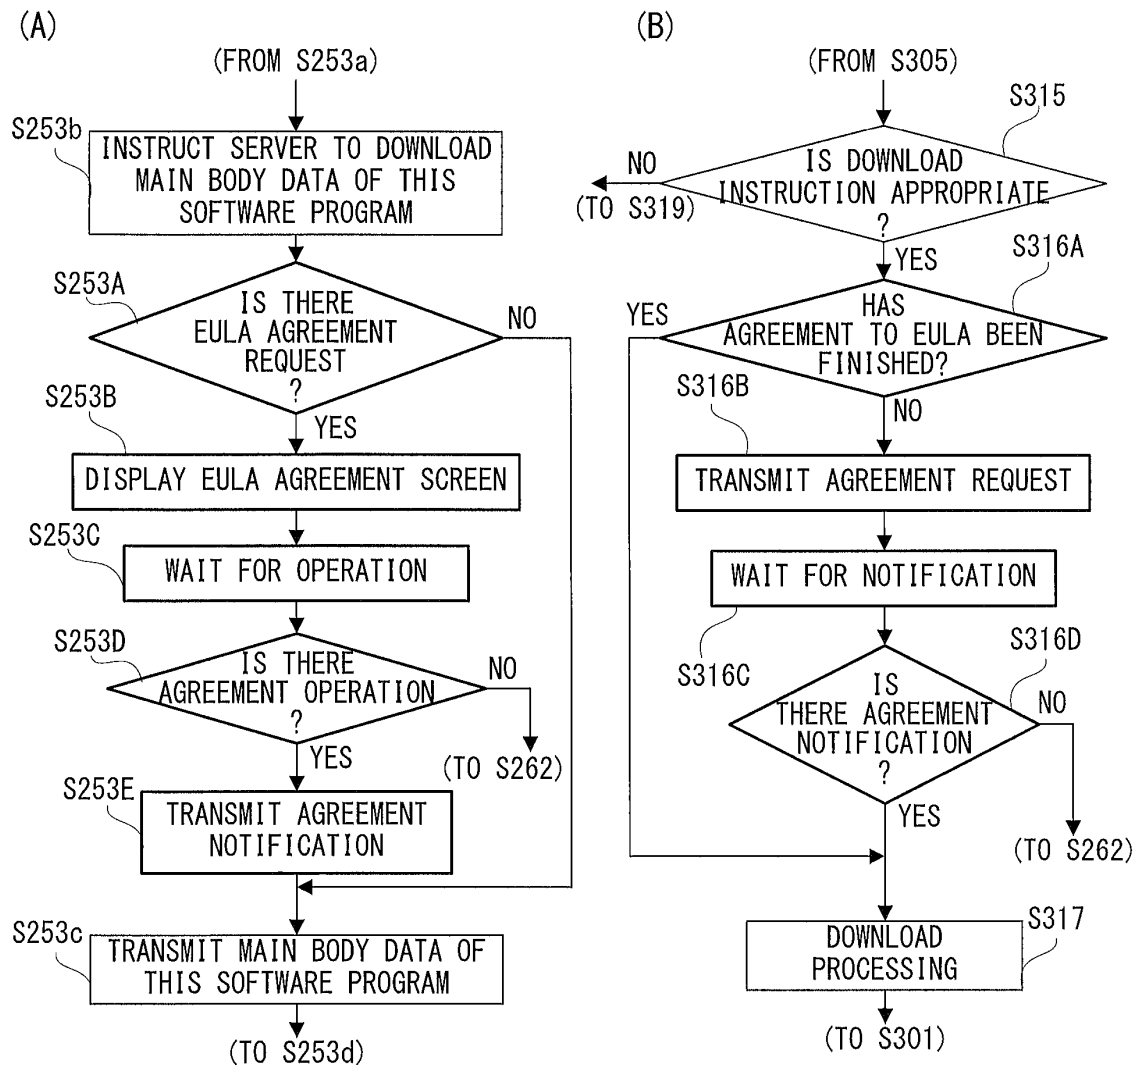 (A)
(FROM S253a)
S253b
INSTRUCT SERVER TO DOWNLOAD
MAIN BODY DATA OF THIS
SOFTWARE PROGRAM
S253A
IS THERE
EULA AGREEMENT
REQUEST
?
NO
YES
S253B
DISPLAY EULA AGREEMENT SCREEN
S253C
WAIT FOR OPERATION
S253D
IS THERE
AGREEMENT OPERATION
?
NO
(TO S262)
YES
S253E
TRANSMIT AGREEMENT
NOTIFICATION
S253c
TRANSMIT MAIN BODY DATA OF
THIS SOFTWARE PROGRAM
(TO S253d)
(B)
(FROM S305)
S315
IS DOWNLOAD
INSTRUCTION APPROPRIATE
?
NO
(TO S319)
YES
S316A
HAS
AGREEMENT TO EULA BEEN
FINISHED?
YES
NO
S316B
TRANSMIT AGREEMENT REQUEST
WAIT FOR NOTIFICATION
S316C
S316D
IS
THERE AGREEMENT
NOTIFICATION
?
NO
(TO S262)
YES
S317
DOWNLOAD
PROCESSING
(TO S301)